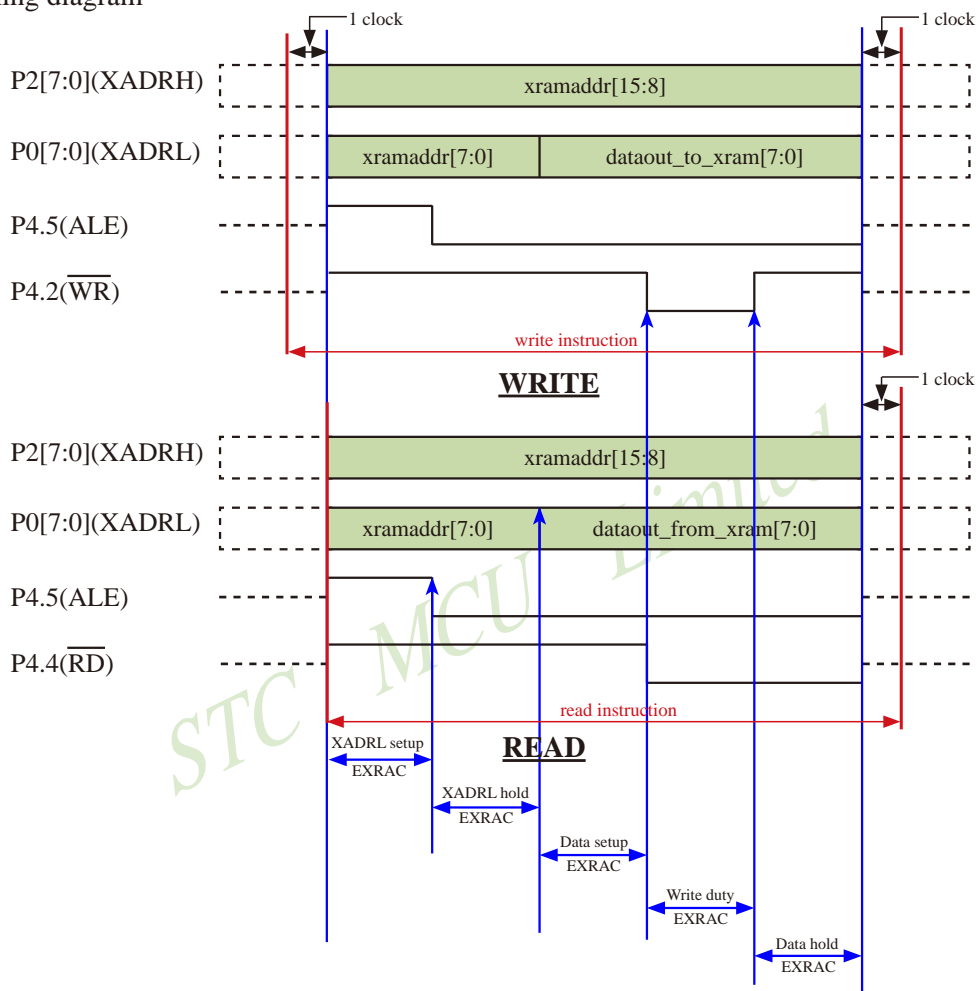 ing diagram
1 clock
1 clock
P2[7:0](XADRH)
xramaddr[15:8]
P0[7:0](XADRL)
xramaddr[7:0]
dataout_to_xram[7:0]
P4.5(ALE)
P4.2(WR)
write instruction
WRITE
1 clock
P2[7:0](XADRH)
xramaddr[15:8]
P0[7:0](XADRL)
xramaddr[7:0]
dataout_from_xram[7:0]
P4.5(ALE)
P4.4(RD)
read instruction
READ
STC MCU Limited
XADRL setup
EXRAC
XADRL hold
EXRAC
Data setup
EXRAC
Write duty
EXRAC
Data hold
EXRAC